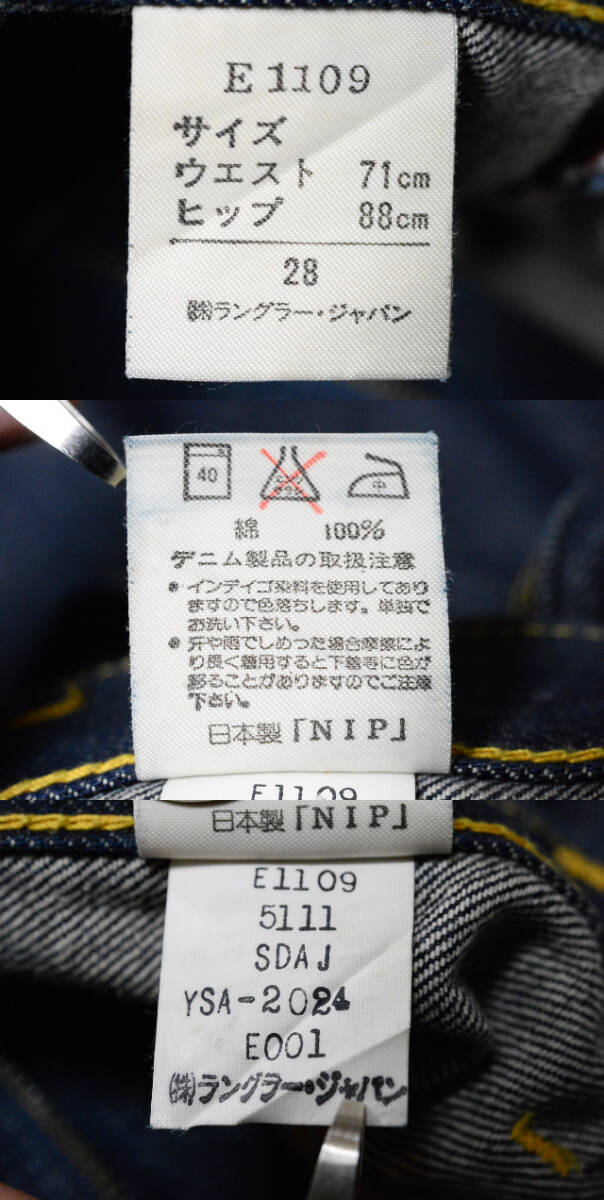 E1109
サイズ
ウエスト 71cm
ヒップ 88cm
28
㈱ラングラー・ジャパン
40
エンソ
サラシ
中
綿 100%
デニム製品の取扱注意
● インディゴ染料を使用してあり
ますので色落ちします。単独で
お洗い下さい。
● 汗や雨でしめった場合摩擦によ
り長く着用すると下着等に色が
移ることがありますのでご注意
下さい。
日本製「NIP」
E1109
日本製「NIP」
E1109
5111
SDAJ
YSA-2024
E001
㈱ラングラー・ジャパン